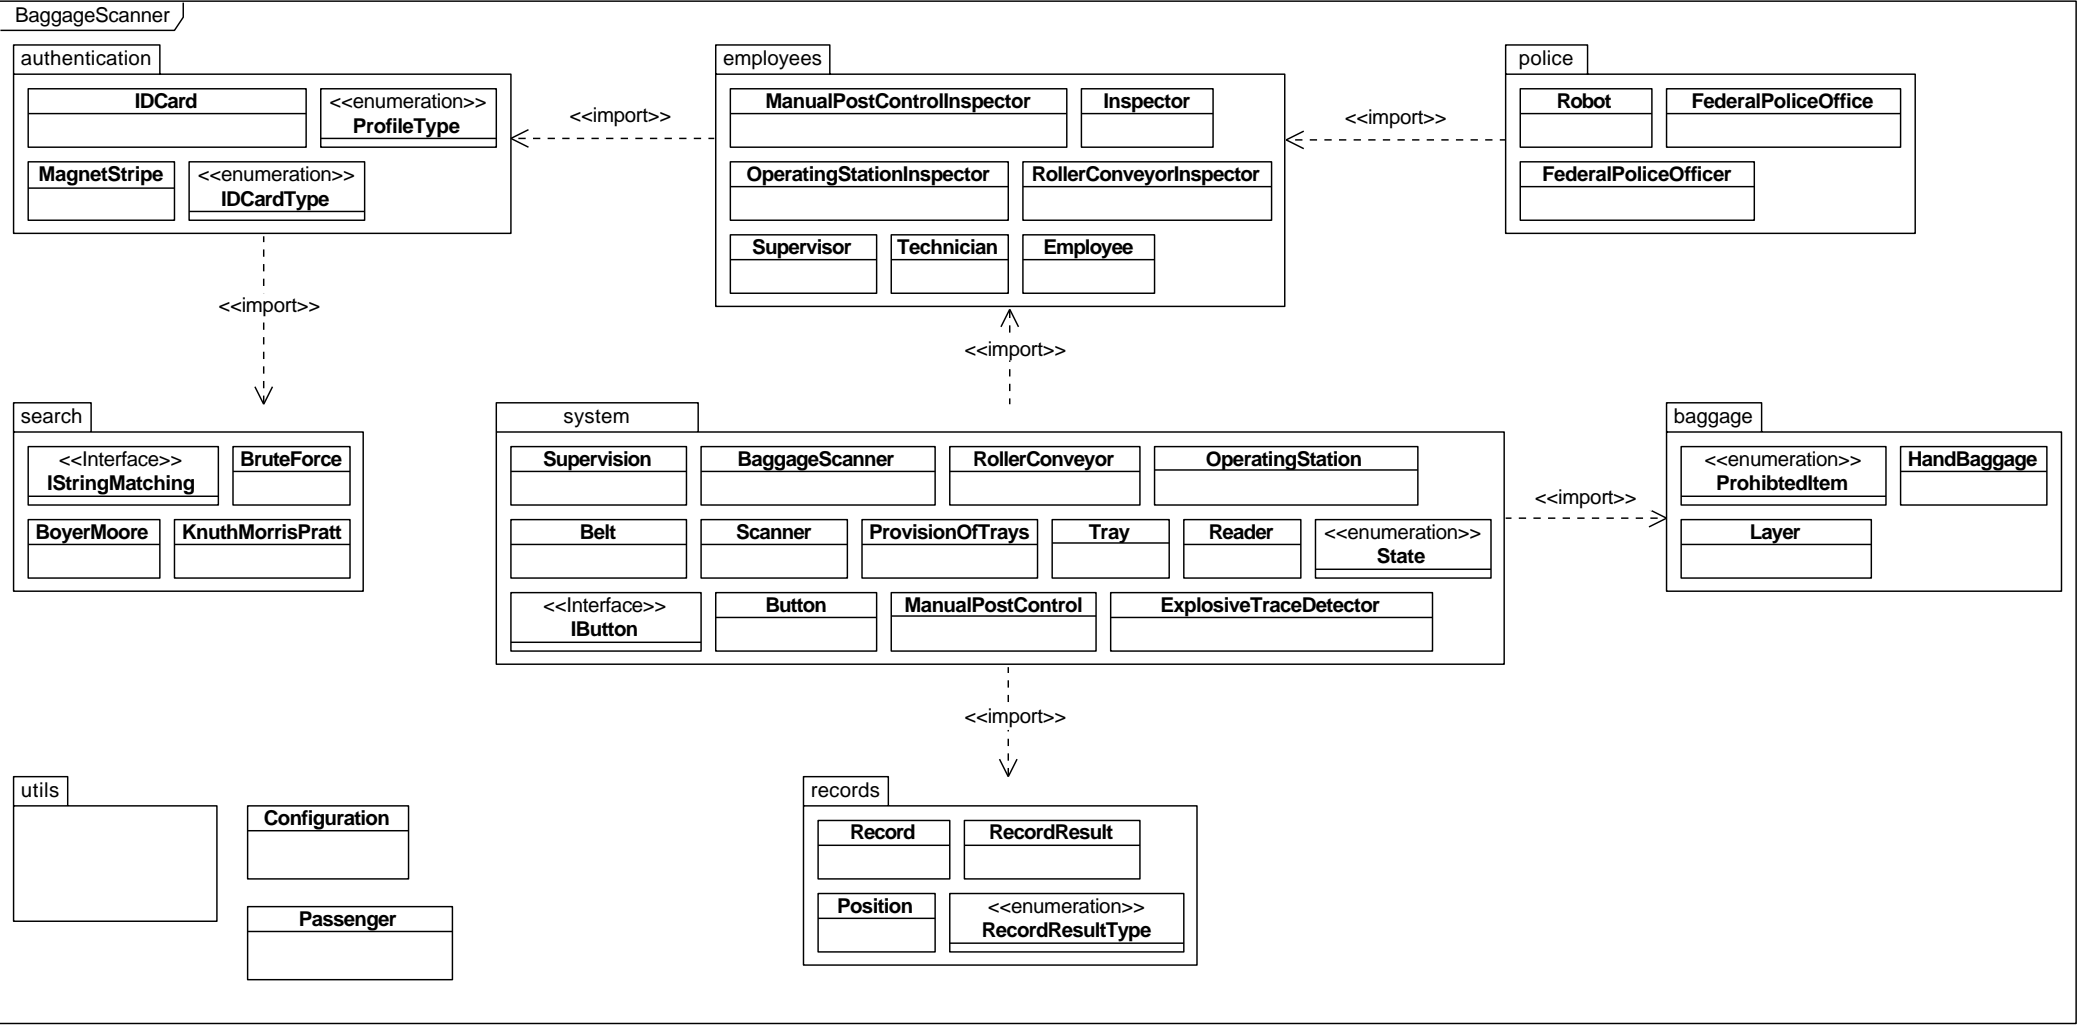 BaggageScanner
authentication
IDCard
<<enumeration>>
ProfileType
MagnetStripe
<<enumeration>>
IDCardType
<<import>>
employees
ManualPostControlInspector
Inspector
OperatingStationInspector
RollerConveyorInspector
Supervisor
Technician
Employee
<<import>>
police
Robot
FederalPoliceOffice
FederalPoliceOfficer
<<import>>
<<import>>
search
<<Interface>>
IStringMatching
BruteForce
BoyerMoore
KnuthMorrisPratt
system
Supervision
BaggageScanner
RollerConveyor
OperatingStation
Belt
Scanner
ProvisionOfTrays
Tray
Reader
<<enumeration>>
State
<<Interface>>
IButton
Button
ManualPostControl
ExplosiveTraceDetector
<<import>>
baggage
<<enumeration>>
ProhibtedItem
HandBaggage
Layer
<<import>>
utils
Configuration
Passenger
records
Record
RecordResult
Position
<<enumeration>>
RecordResultType